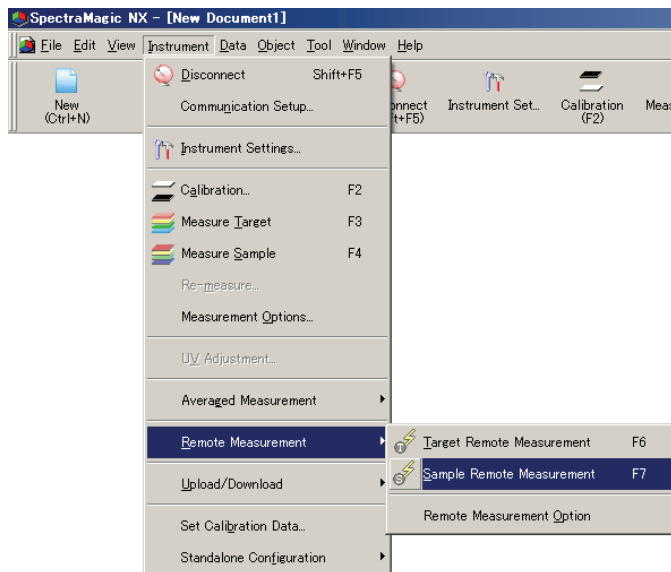 SpectraMagic NX - [New Document1]
File Edit View Instrument Data Object Tool Window Help
New
(Ctrl+N)
Instrument Set...
Calibration
(F2)
Disconnect Shift+F5
Communication Setup...
Instrument Settings...
Calibration... F2
Measure Target F3
Measure Sample F4
Re-measure...
Measurement Options...
UV Adjustment...
Averaged Measurement
Remote Measurement
Upload/Download
Set Calibration Data...
Standalone Configuration
T Target Remote Measurement F6
S Sample Remote Measurement F7
Remote Measurement Option